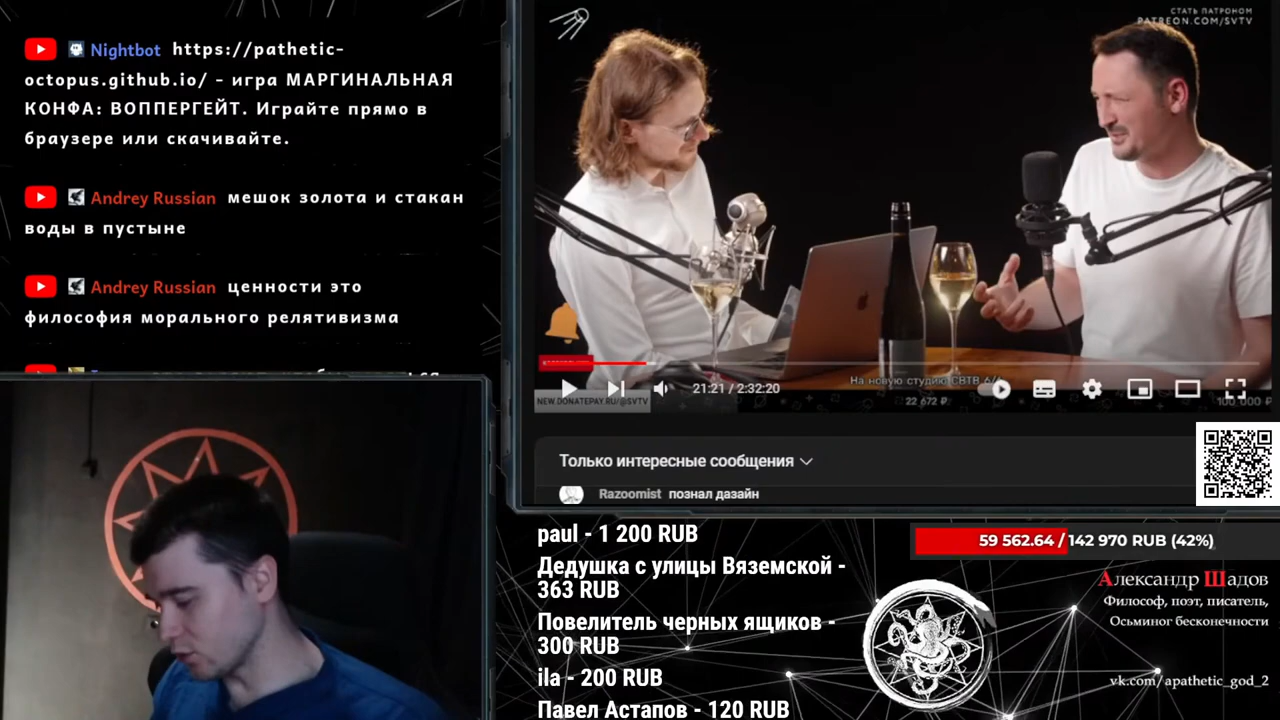 Nightbot https://pathetic-
octopus.github.io/ - игра МАРГИНАЛЬНАЯ
КОНФА: ВОППЕРГЕЙТ. Играйте прямо в
браузере или скачивайте.
Andrey Russian мешок золота и стакан
воды в пустыне
Andrey Russian ценности это
философия морального релятивизма
СТАТЬ ПАТРОНОМ
PATREON.COM/SVTV
21:21 / 2:32:20
На новую студию СВТВ
NEW.DONATEPAY.RU/@SVTV
22 672 ₽
100 000 ₽
Только интересные сообщения
Razoomist познал дазайн
paul - 1 200 RUB
Дедушка с улицы Вяземской -
363 RUB
Повелитель черных ящиков -
300 RUB
ila - 200 RUB
Павел Астапов - 120 RUB
59 562.64 / 142 970 RUB (42%)
Александр Шадов
Философ, поэт, писатель,
Осьминог бесконечности
vk.com/apathetic_god_2